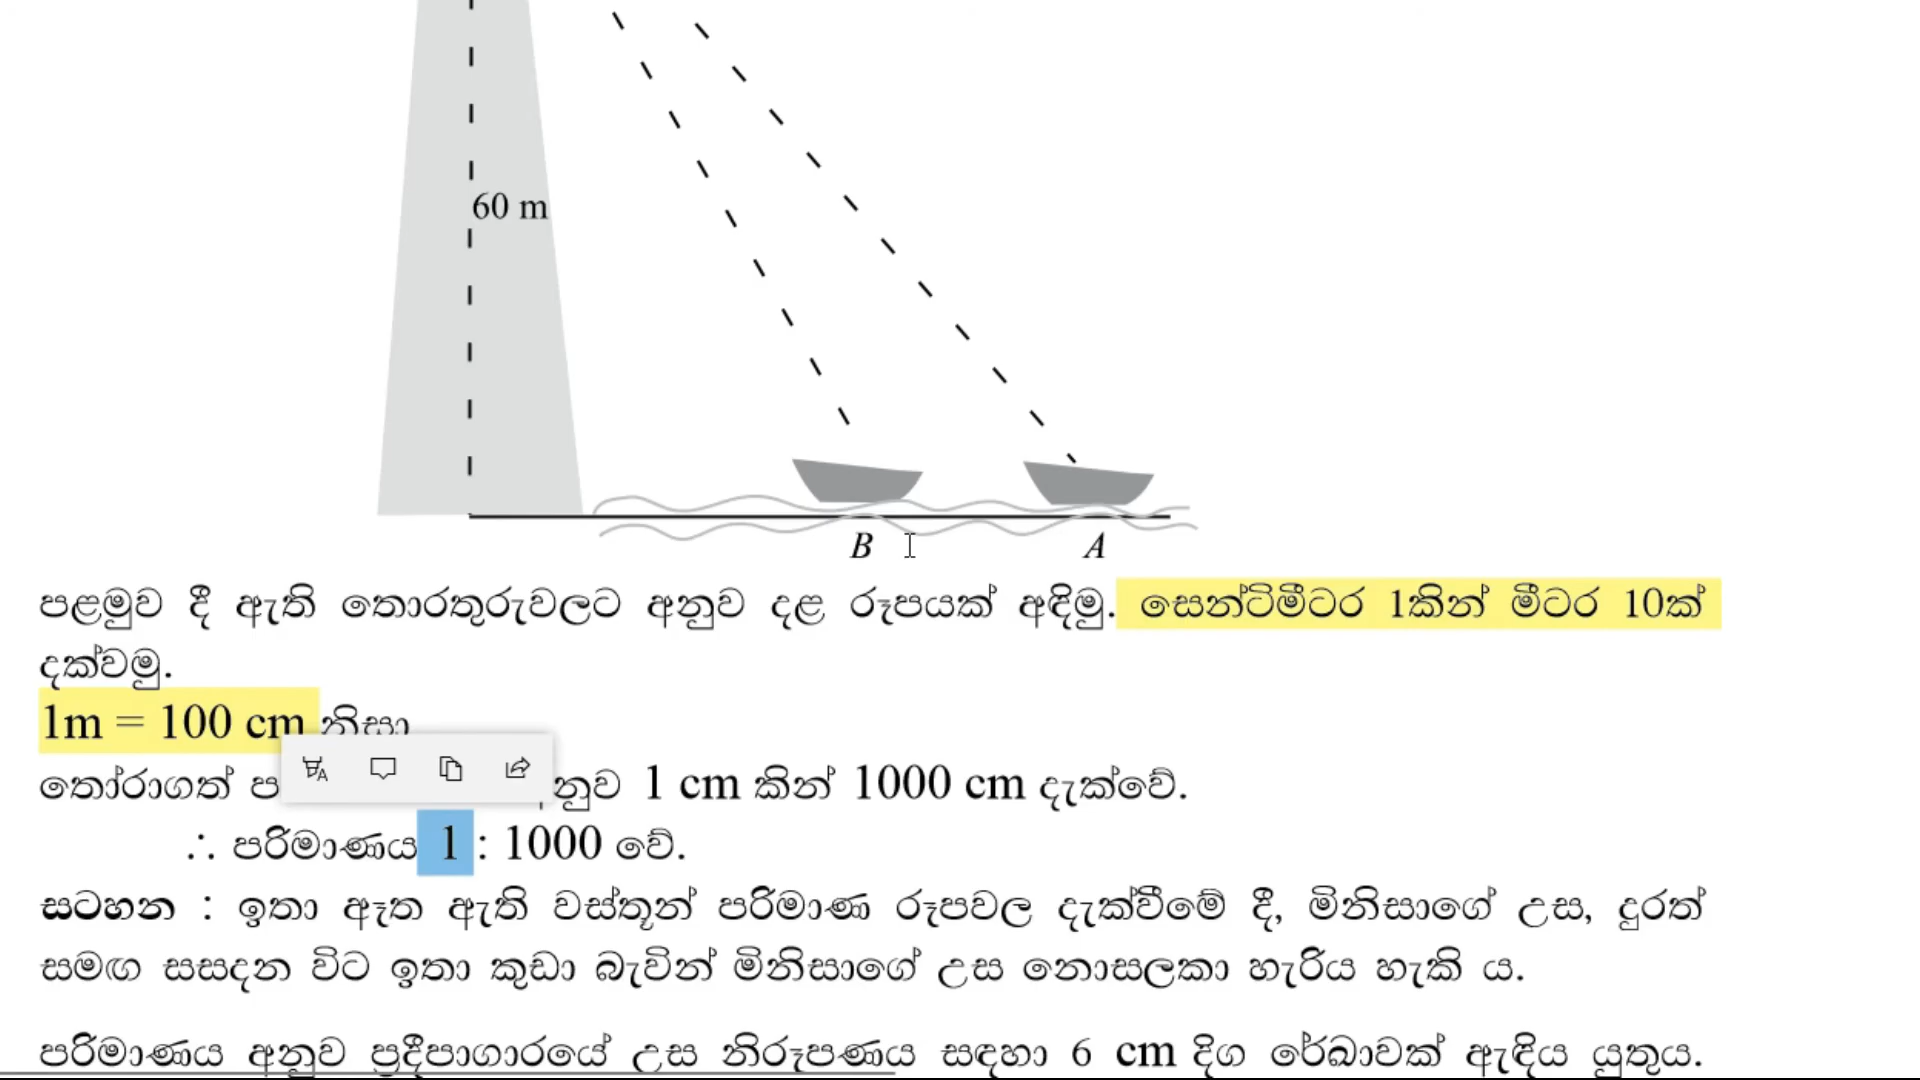 60 m
B A
පළමුව දී ඇති තොරතුරුවලට අනුව දළ රූපයක් අඳිමු. සෙන්ටිමීටර 1කින් මීටර 10ක්
දක්වමු.
1m = 100 cm නිසා
තෝරාගත් 1 cm කින් 1000 cm දැක්වේ.
∴ පරිමාණය 1 : 1000 වේ.
සටහන : ඉතා ඈත ඇති වස්තූන් පරිමාණ රූපවල දැක්වීමේ දී, මිනිසාගේ උස, දුරත්
සමඟ සසදන විට ඉතා කුඩා බැවින් මිනිසාගේ උස නොසලකා හැරිය හැකි ය.
පරිමාණය අනුව ප්‍රදීපාගාරයේ උස නිරූපණය සඳහා 6 cm දිග රේඛාවක් ඇඳිය යුතුය.